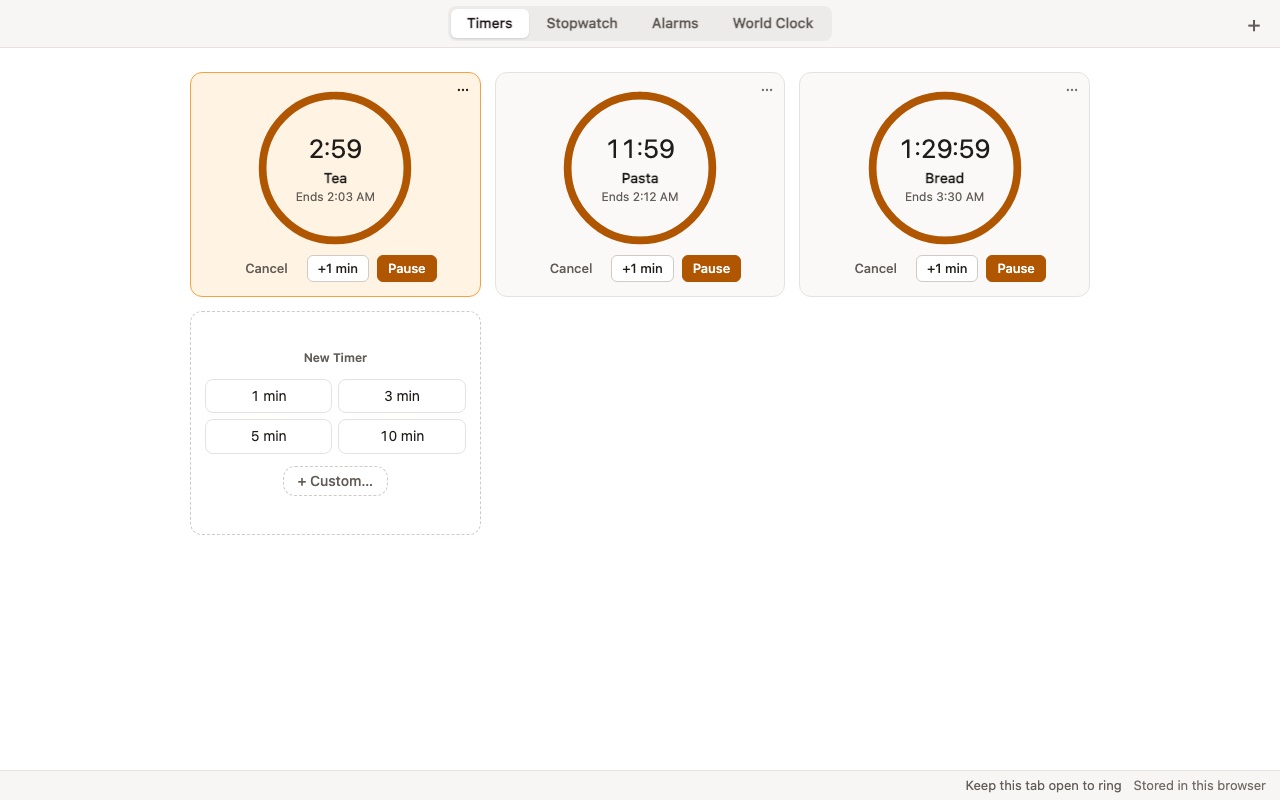 Timers Stopwatch Alarms World Clock +
...
2:59
Tea
Ends 2:03 AM
Cancel +1 min Pause
...
11:59
Pasta
Ends 2:12 AM
Cancel +1 min Pause
...
1:29:59
Bread
Ends 3:30 AM
Cancel +1 min Pause
New Timer
1 min 3 min
5 min 10 min
+ Custom...
Keep this tab open to ring Stored in this browser